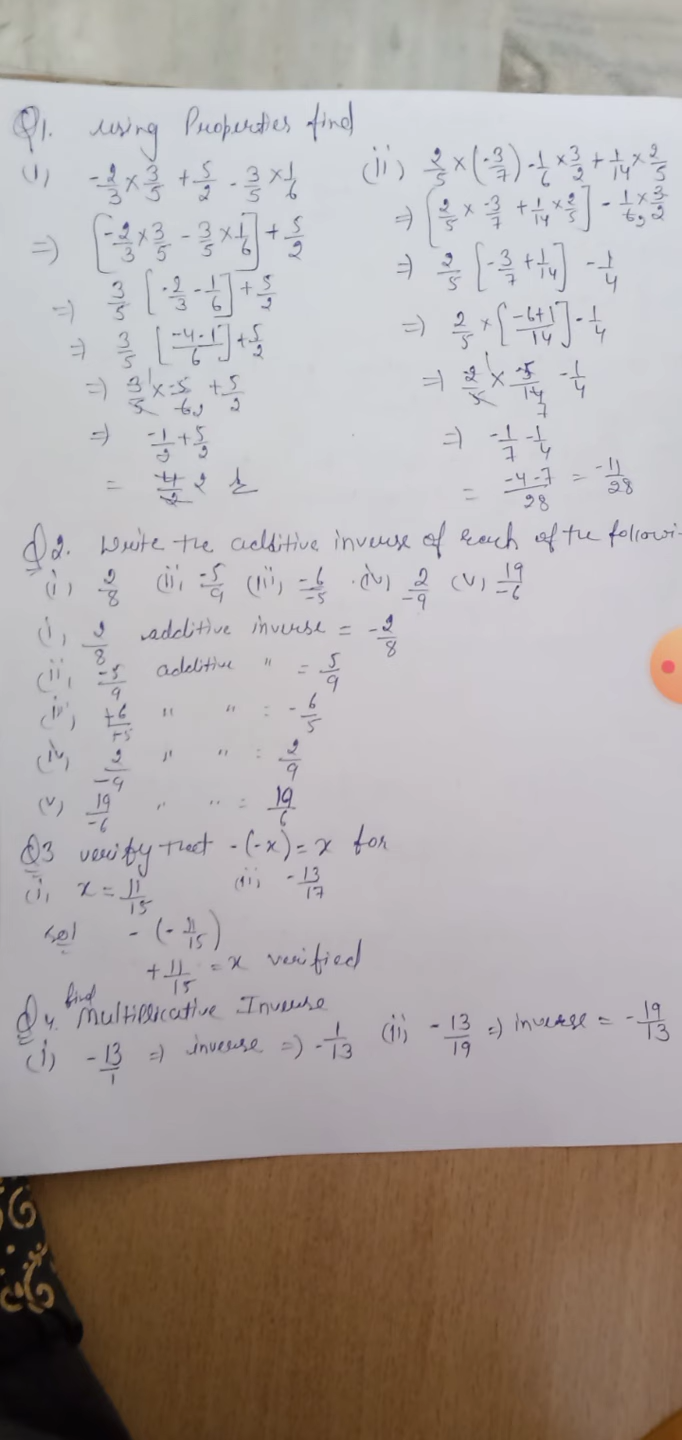 Q1. using Properties find
(i) -2/3 × 3/5 + 5/2 - 3/5 × 1/6
⇒ [-2/3 × 3/5 - 3/5 × 1/6] + 5/2
⇒ 3/5 [-2/3 - 1/6] + 5/2
⇒ 3/5 [-4-1/6] + 5/2
⇒ 3/5 × -5/6 + 5/2
⇒ -1/2 + 5/2
= 4/2 2
(ii) 2/5 × (-3/7) - 1/6 × 3/2 + 1/14 × 2/5
⇒ [2/5 × -3/7 + 1/14 × 2/5] - 1/6 × 3/2
⇒ 2/5 [-3/7 + 1/14] - 1/4
⇒ 2/5 × [-6+1/14] - 1/4
⇒ 2/5 × -5/14 - 1/4
⇒ -1/7 - 1/4
= -4-7/28 = -11/28
Q2. Write the additive inverse of each of the followi
(i) 2/8 (ii) -5/9 (iii) -6/-5 (iv) 2/-9 (v) 19/-6
(i) 2/8 additive inverse = -2/8
(ii) -5/9 additive " = 5/9
(iii) +6/+5 " " = -6/5
(iv) 2/-9 " " = 2/9
(v) 19/-6 " " = 19/6
Q3 verify that -(-x) = x for
(i) x = 11/15 (ii) -13/17
Sol -(-11/15)
+11/15 = x verified
Q4. find Multiplicative Inverse
(i) -13/1 ⇒ inverse ⇒ -1/13 (ii) -13/19 ⇒ inverse = -19/13